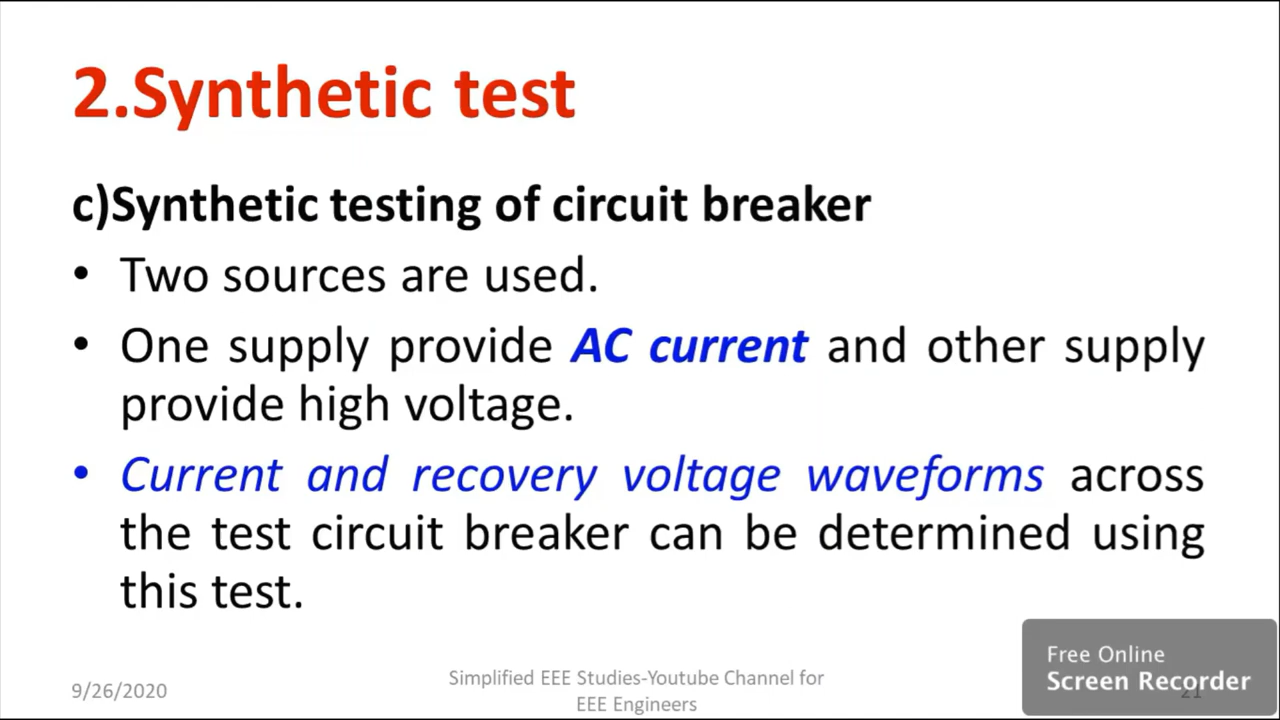 2.Synthetic test
c)Synthetic testing of circuit breaker
• Two sources are used.
• One supply provide AC current and other supply
provide high voltage.
• Current and recovery voltage waveforms across
the test circuit breaker can be determined using
this test.
9/26/2020
Simplified EEE Studies-Youtube Channel for
EEE Engineers
21
Free Online
Screen Recorder